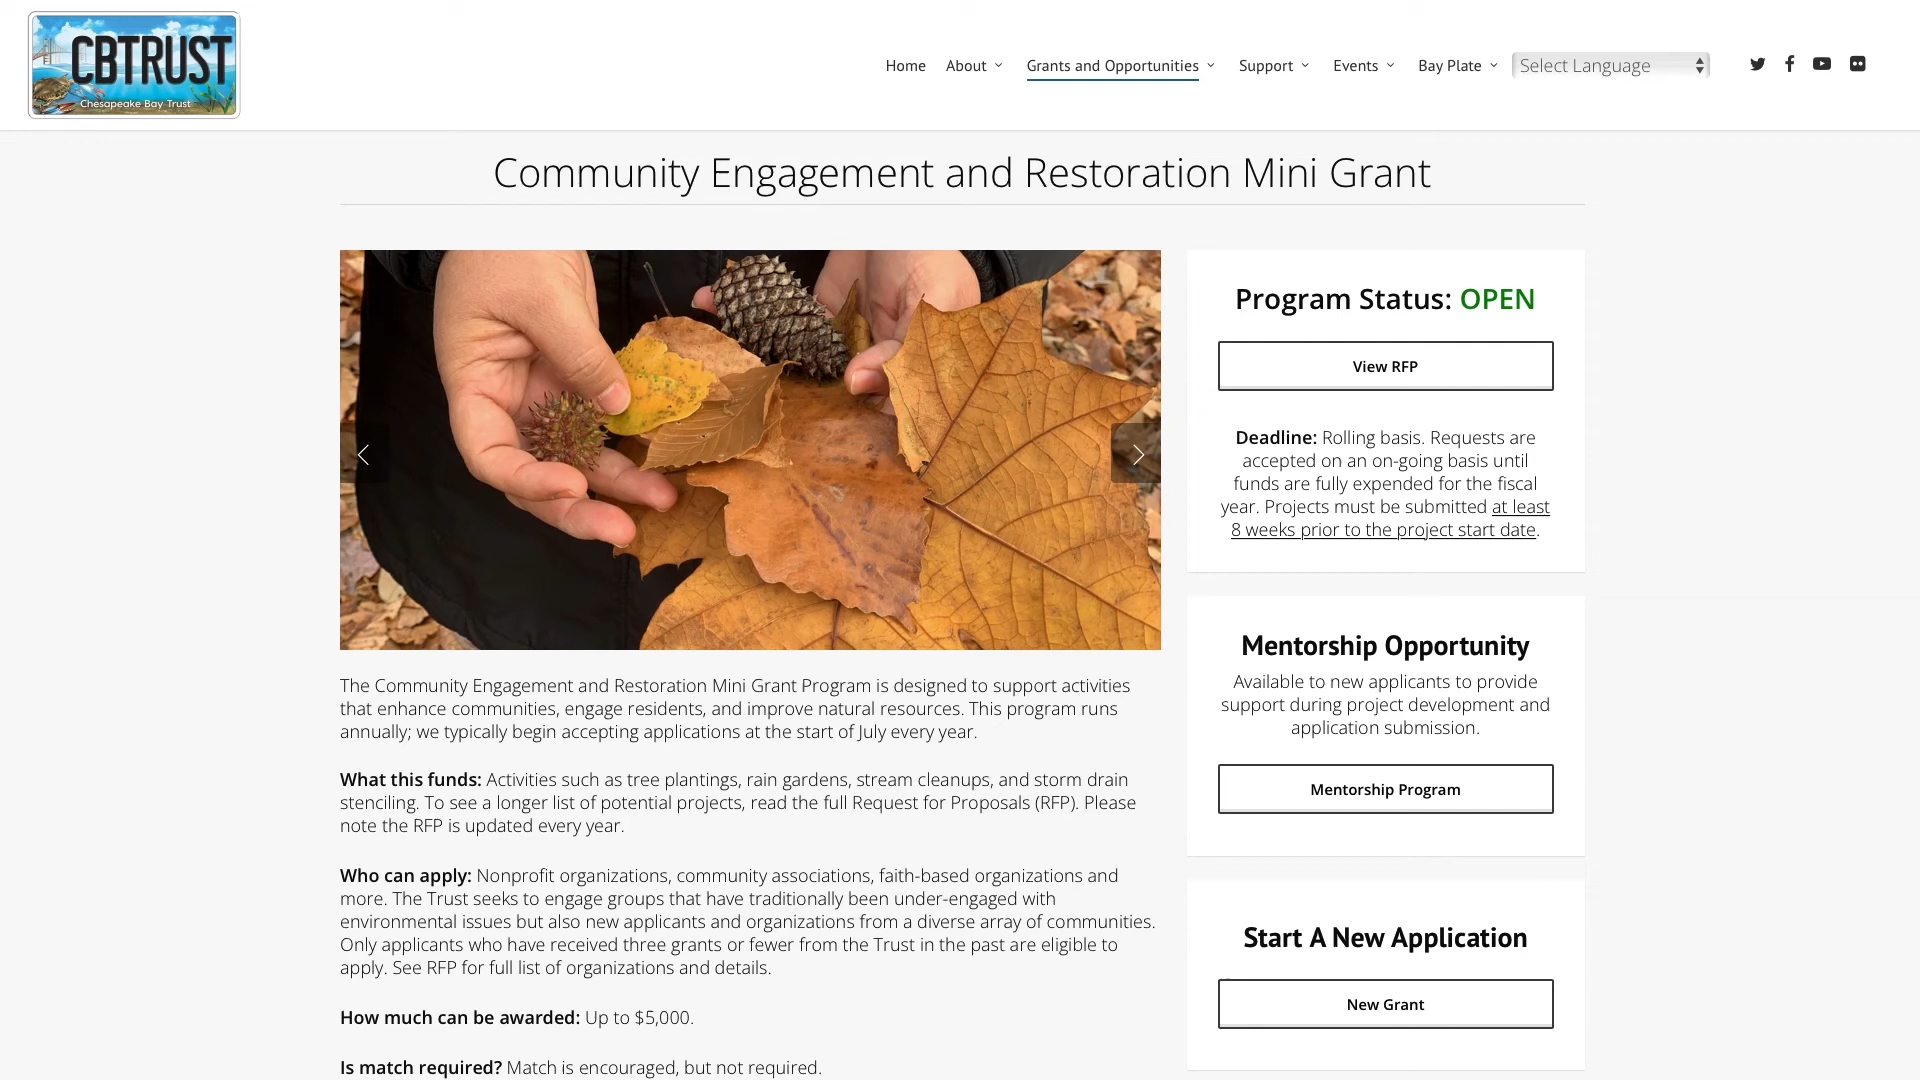 CBTRUST
Chesapeake Bay Trust
Home
About
Grants and Opportunities
Support
Events
Bay Plate
Select Language
Community Engagement and Restoration Mini Grant
The Community Engagement and Restoration Mini Grant Program is designed to support activities
that enhance communities, engage residents, and improve natural resources. This program runs
annually; we typically begin accepting applications at the start of July every year.
What this funds: Activities such as tree plantings, rain gardens, stream cleanups, and storm drain
stenciling. To see a longer list of potential projects, read the full Request for Proposals (RFP). Please
note the RFP is updated every year.
Who can apply: Nonprofit organizations, community associations, faith-based organizations and
more. The Trust seeks to engage groups that have traditionally been under-engaged with
environmental issues but also new applicants and organizations from a diverse array of communities.
Only applicants who have received three grants or fewer from the Trust in the past are eligible to
apply. See RFP for full list of organizations and details.
How much can be awarded: Up to $5,000.
Is match required? Match is encouraged, but not required.
Program Status: OPEN
View RFP
Deadline: Rolling basis. Requests are
accepted on an on-going basis until
funds are fully expended for the fiscal
year. Projects must be submitted at least
8 weeks prior to the project start date.
Mentorship Opportunity
Available to new applicants to provide
support during project development and
application submission.
Mentorship Program
Start A New Application
New Grant